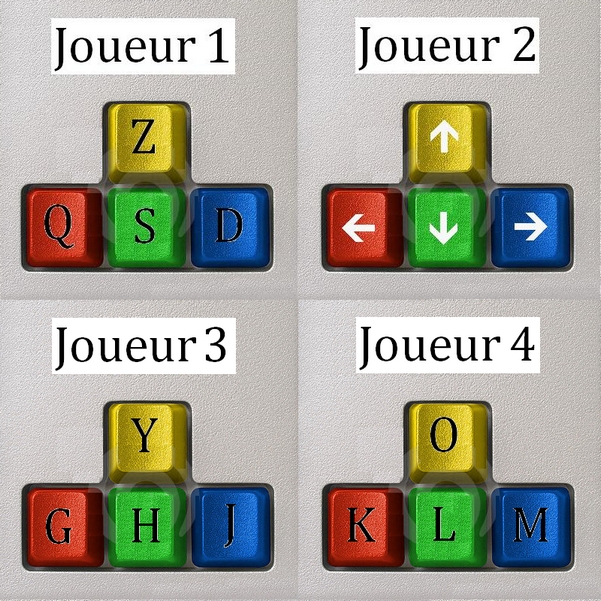 Joueur 1
Z
Q S D
Joueur 2
↑
← ↓ →
Joueur 3
Y
G H J
Joueur 4
O
K L M